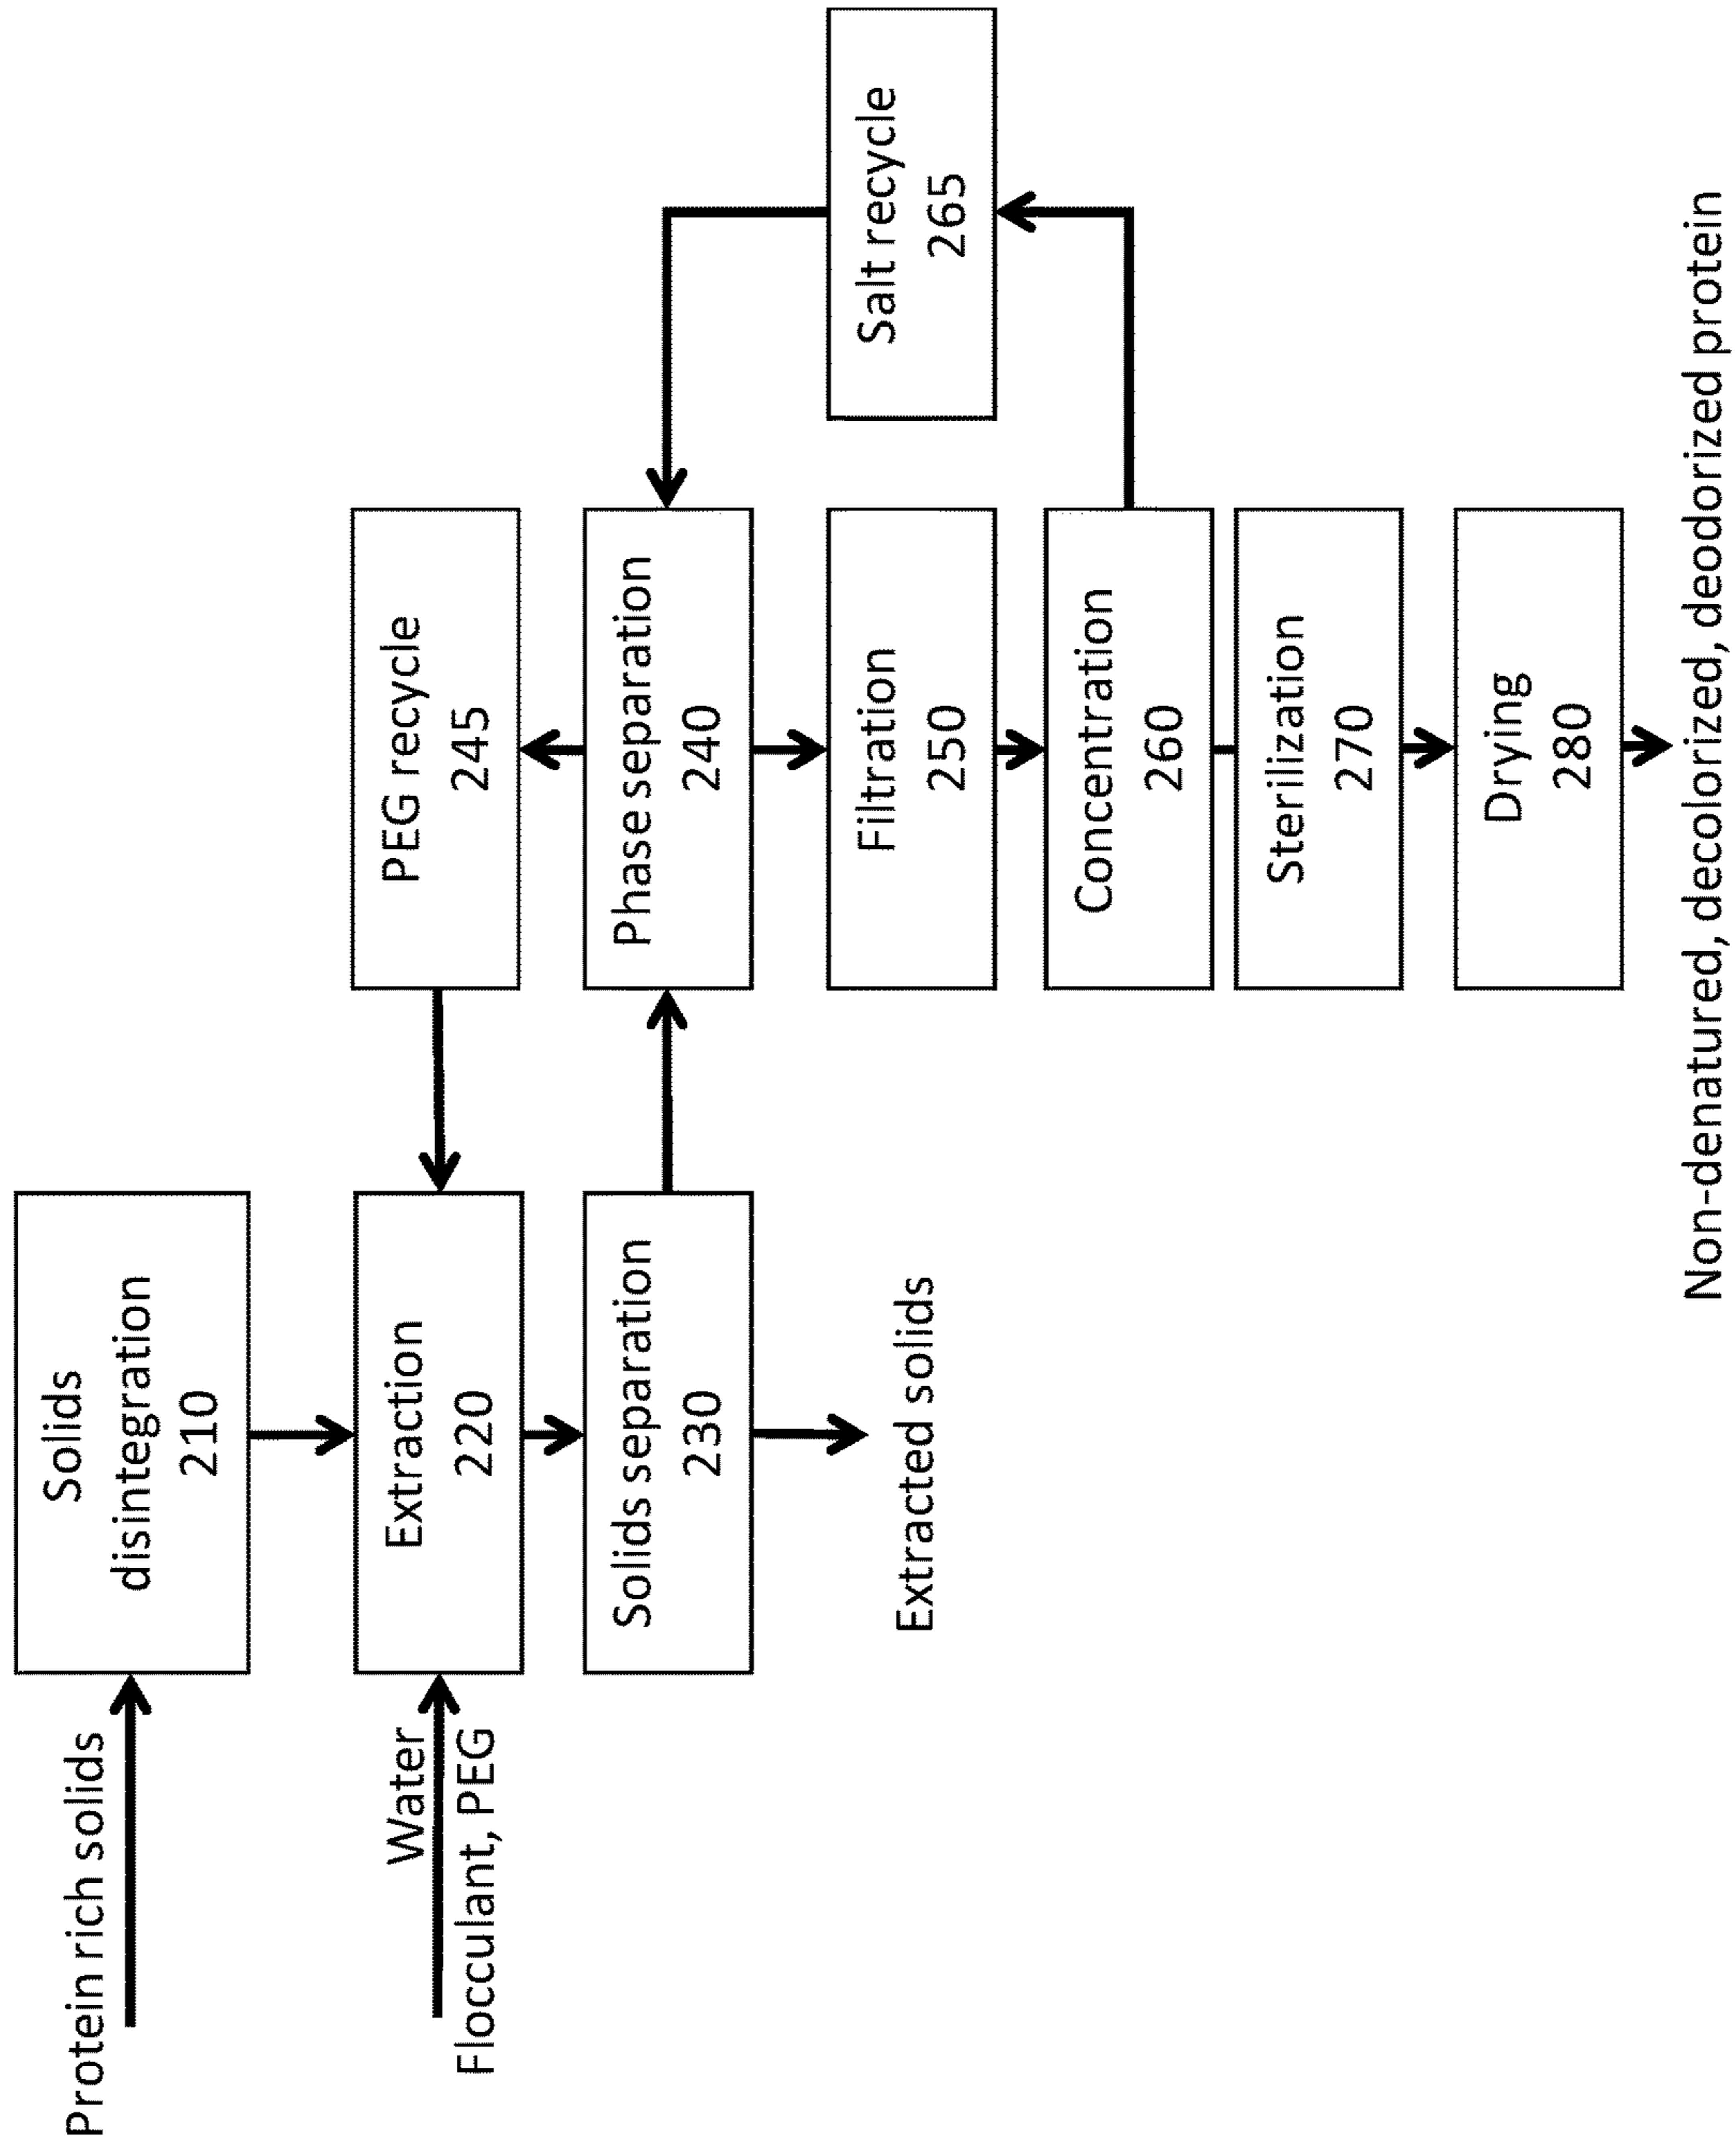 Protein rich solids
Solids
disintegration
210
Water
Flocculant, PEG
Extraction
220
PEG recycle
245
Solids separation
230
Phase separation
240
Extracted solids
Filtration
250
Salt recycle
265
Concentration
260
Sterilization
270
Drying
280
Non-denatured, decolorized, deodorized protein